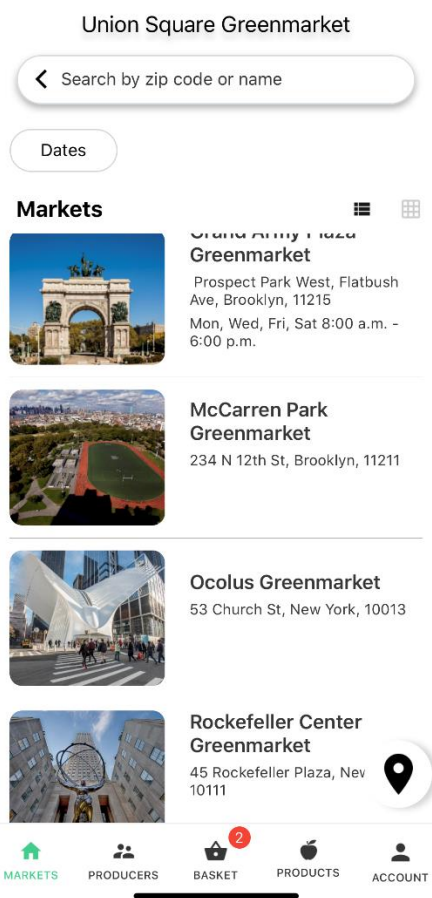 Union Square Greenmarket
Search by zip code or name
Dates
Markets
Grand Army Plaza
Greenmarket
Prospect Park West, Flatbush
Ave, Brooklyn, 11215
Mon, Wed, Fri, Sat 8:00 a.m. -
6:00 p.m.
McCarren Park
Greenmarket
234 N 12th St, Brooklyn, 11211
Ocolus Greenmarket
53 Church St, New York, 10013
Rockefeller Center
Greenmarket
45 Rockefeller Plaza, New
10111
2
MARKETS
PRODUCERS
BASKET
PRODUCTS
ACCOUNT